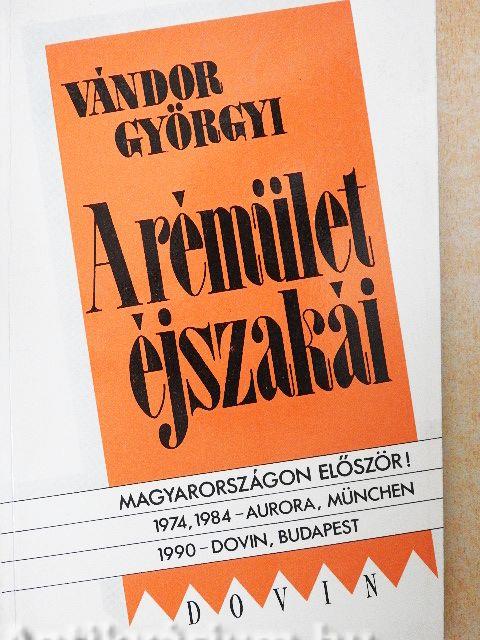 VÁNDOR
GYÖRGYI
A rémület
éjszakái
MAGYARORSZÁGON ELŐSZÖR!
1974, 1984 – AURORA, MÜNCHEN
1990 – DOVIN, BUDAPEST
DOVIN